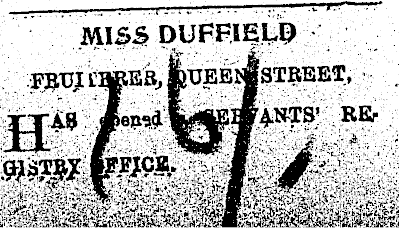 MISS DUFFIELD
FRUITERER, QUEEN STREET,
HAS opened SERVANTS' RE-
GISTRY OFFICE.